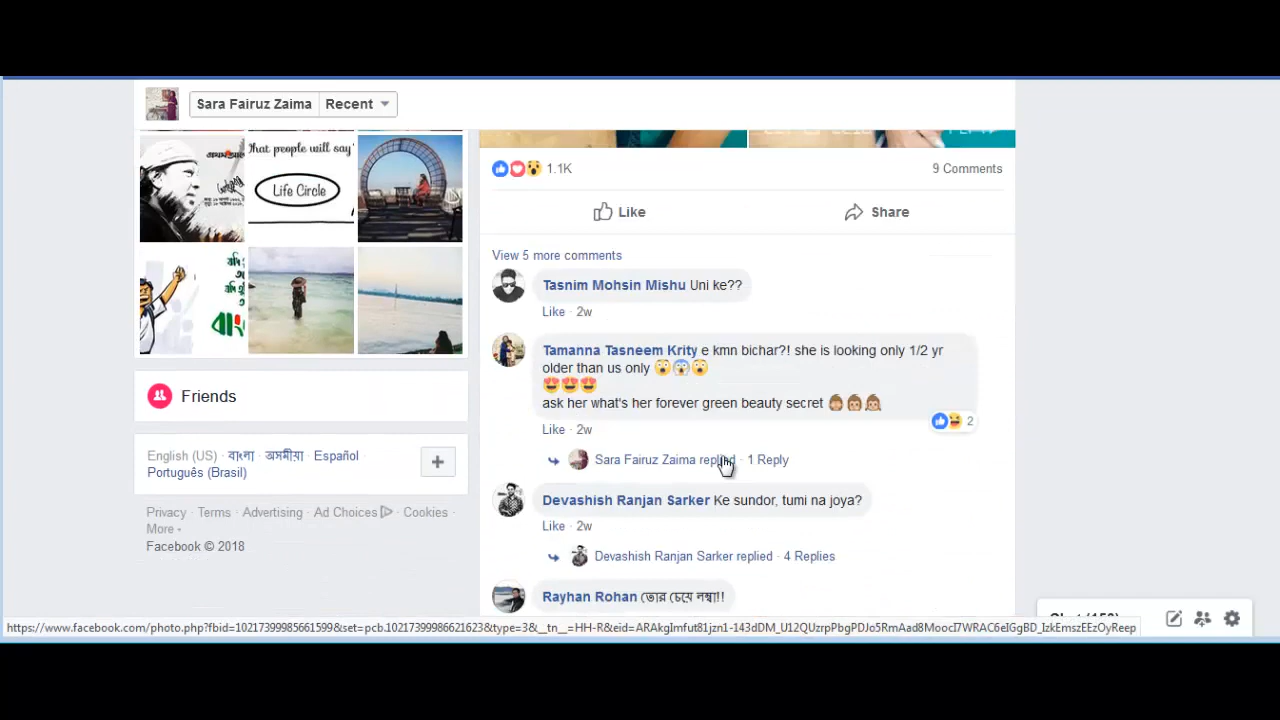 Sara Fairuz Zaima Recent
That people will say
Life Circle
1.1K
9 Comments
Like
Share
View 5 more comments
Tasnim Mohsin Mishu Uni ke??
Like · 2w
Tamanna Tasneem Krity e kmn bichar?! she is looking only 1/2 yr
older than us only 😲😱😲
😍😍😍
ask her what's her forever green beauty secret 🙈🙉🙊
2
Like · 2w
Sara Fairuz Zaima replied · 1 Reply
Devashish Ranjan Sarker Ke sundor, tumi na joya?
Like · 2w
Devashish Ranjan Sarker replied · 4 Replies
Rayhan Rohan তোর চেয়ে লম্বা!!
Friends
English (US) · বাংলা · অসমীয়া · Español ·
Português (Brasil)
Privacy · Terms · Advertising · Ad Choices · Cookies ·
More
Facebook © 2018
https://www.facebook.com/photo.php?fbid=10217399985661599&set=pcb.10217399986621623&type=3&__tn__=HH-R&eid=ARAkgImfut81jzn1-143dDM_U12QUzrpPbgPDJo5RmAad8MoocI7WRAC6eIGgBD_IzkEmszEEzOyReep